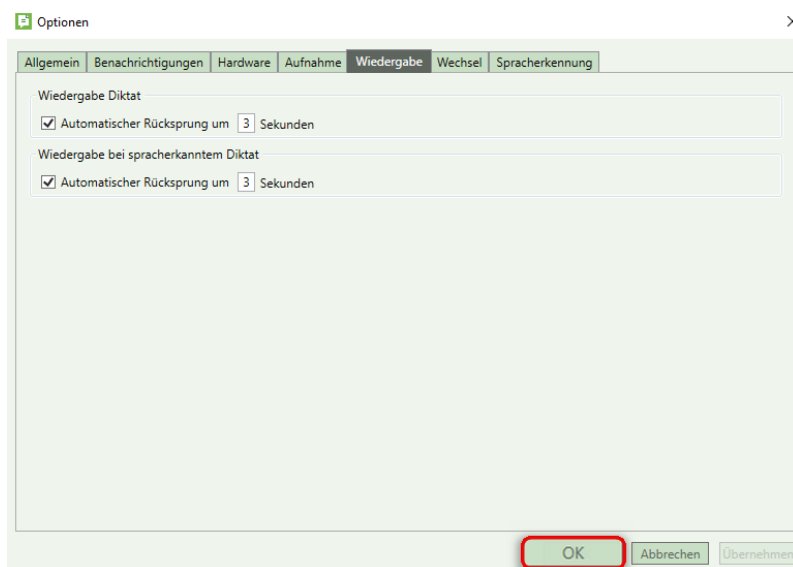 Optionen
Allgemein Benachrichtigungen Hardware Aufnahme Wiedergabe Wechsel Spracherkennung
Wiedergabe Diktat
Automatischer Rücksprung um 3 Sekunden
Wiedergabe bei spracherkanntem Diktat
Automatischer Rücksprung um 3 Sekunden
OK Abbrechen Übernehmen